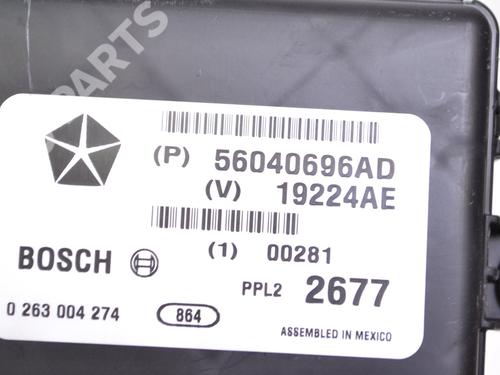 PARTS
(P) 56040696AD
(V) 19224AE
(1) 00281
BOSCH
PPL2 2677
0 263 004 274 864
ASSEMBLED IN MEXICO